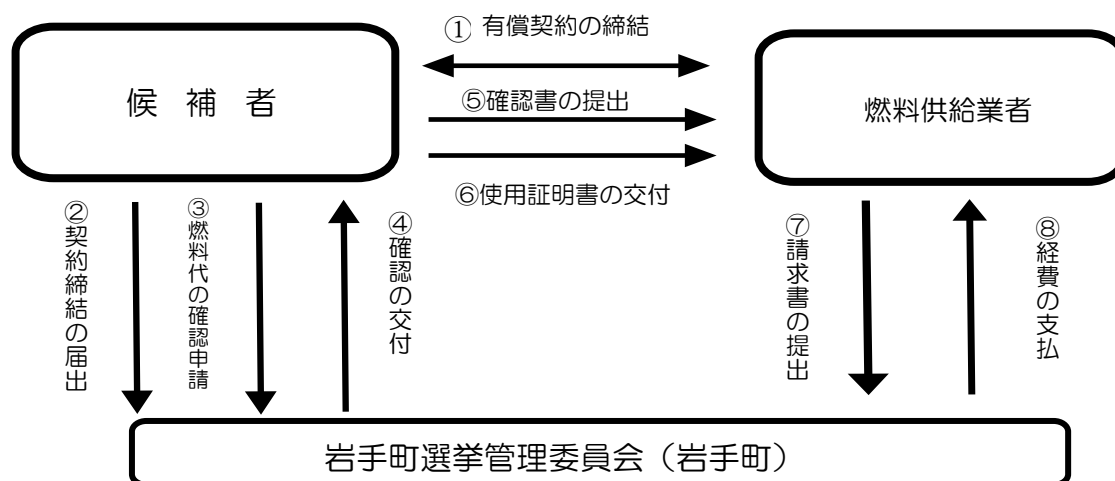 ① 有償契約の締結
候 補 者
⑤確認書の提出
燃料供給業者
⑥使用証明書の交付
②契約締結の届出
③燃料代の確認申請
④確認の交付
⑦請求書の提出
⑧経費の支払
岩手町選挙管理委員会（岩手町）